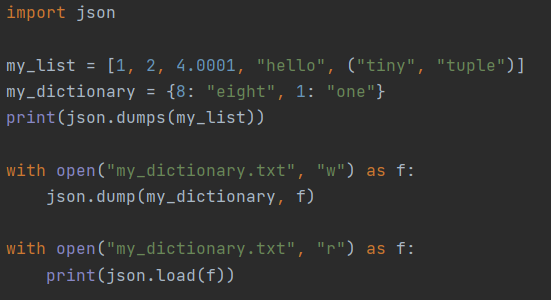 import json

my_list = [1, 2, 4.0001, "hello", ("tiny", "tuple")]
my_dictionary = {8: "eight", 1: "one"}
print(json.dumps(my_list))

with open("my_dictionary.txt", "w") as f:
    json.dump(my_dictionary, f)

with open("my_dictionary.txt", "r") as f:
    print(json.load(f))